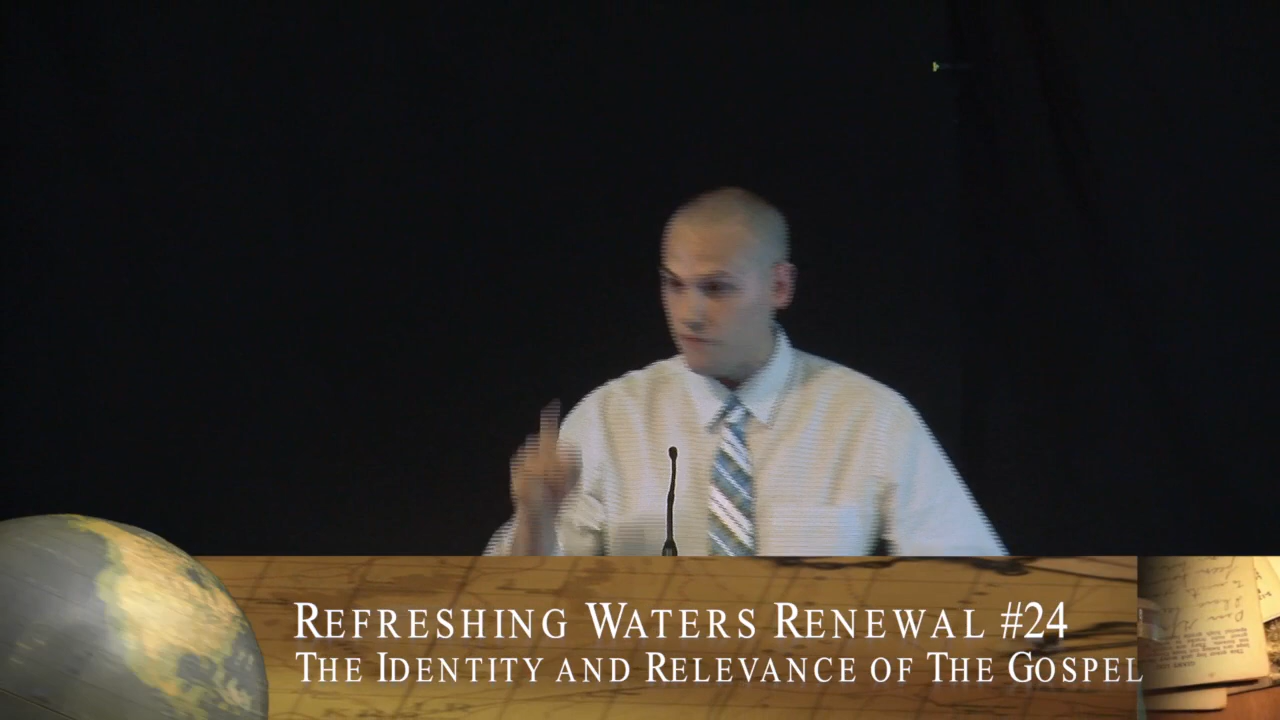 REFRESHING WATERS RENEWAL #24
THE IDENTITY AND RELEVANCE OF THE GOSPEL